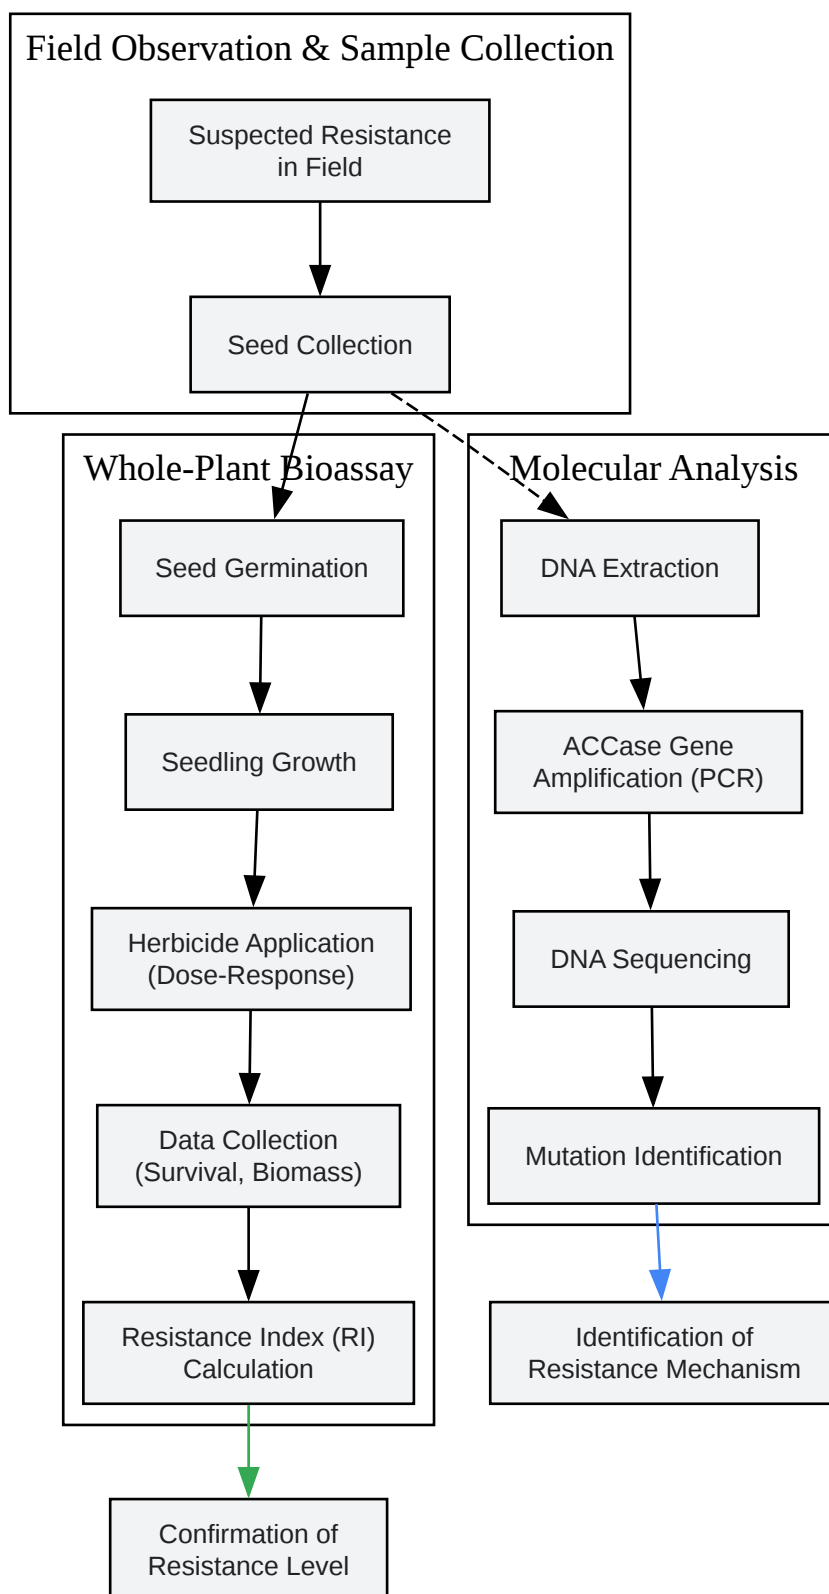 Field Observation & Sample Collection
Suspected Resistance
in Field
Seed Collection
Whole-Plant Bioassay
Seed Germination
Seedling Growth
Herbicide Application
(Dose-Response)
Data Collection
(Survival, Biomass)
Resistance Index (RI)
Calculation
Confirmation of
Resistance Level
Molecular Analysis
DNA Extraction
ACCase Gene
Amplification (PCR)
DNA Sequencing
Mutation Identification
Identification of
Resistance Mechanism